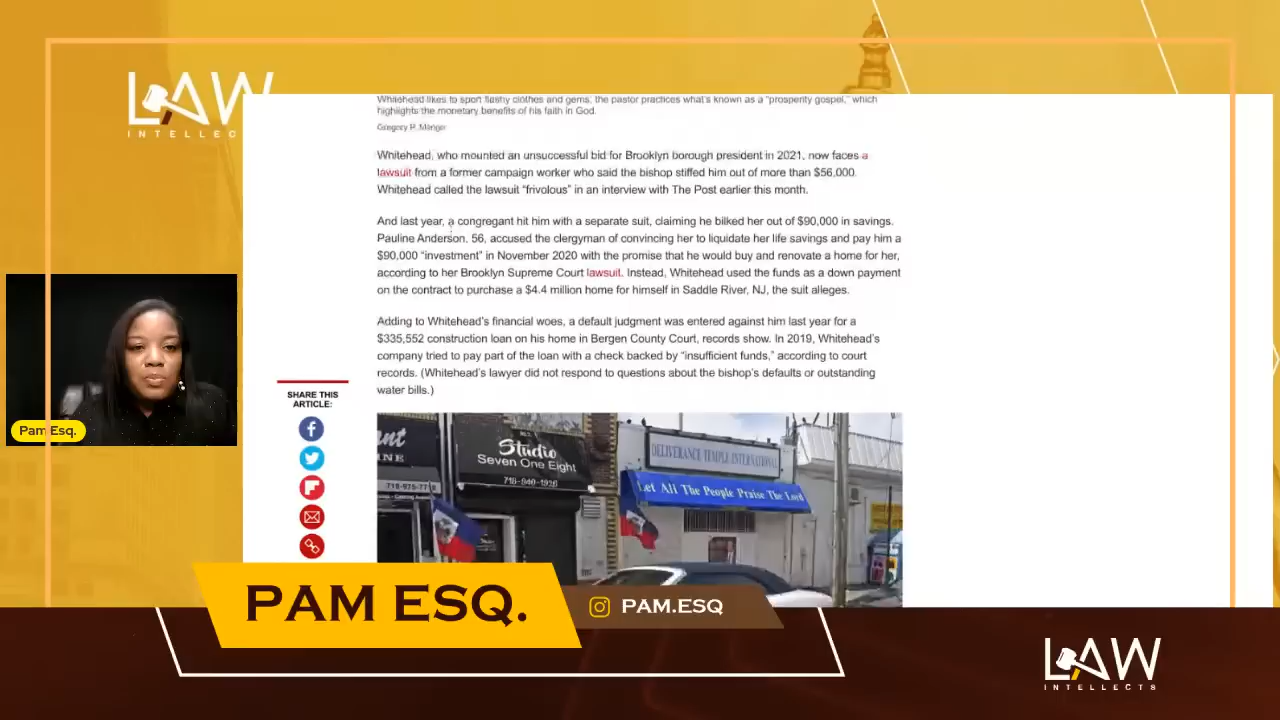 LAW
INTELLEC
Whitehead likes to sport flashy clothes and gems; the pastor practices what's known as a "prosperity gospel," which
highlights the monetary benefits of his faith in God.
Gregory P. Mango
Whitehead, who mounted an unsuccessful bid for Brooklyn borough president in 2021, now faces a
lawsuit from a former campaign worker who said the bishop stiffed him out of more than $56,000.
Whitehead called the lawsuit "frivolous" in an interview with The Post earlier this month.
And last year, a congregant hit him with a separate suit, claiming he bilked her out of $90,000 in savings.
Pauline Anderson, 56, accused the clergyman of convincing her to liquidate her life savings and pay him a
$90,000 "investment" in November 2020 with the promise that he would buy and renovate a home for her,
according to her Brooklyn Supreme Court lawsuit. Instead, Whitehead used the funds as a down payment
on the contract to purchase a $4.4 million home for himself in Saddle River, NJ, the suit alleges.
Adding to Whitehead's financial woes, a default judgment was entered against him last year for a
$335,552 construction loan on his home in Bergen County Court, records show. In 2019, Whitehead's
company tried to pay part of the loan with a check backed by "insufficient funds," according to court
records. (Whitehead's lawyer did not respond to questions about the bishop's defaults or outstanding
water bills.)
SHARE THIS
ARTICLE:
Pam Esq.
Studio
Seven One Eight
DELIVERANCE TEMPLE INTERNATIONAL
Let All The People Praise The Lord
PAM ESQ.
PAM.ESQ
LAW
INTELLECTS